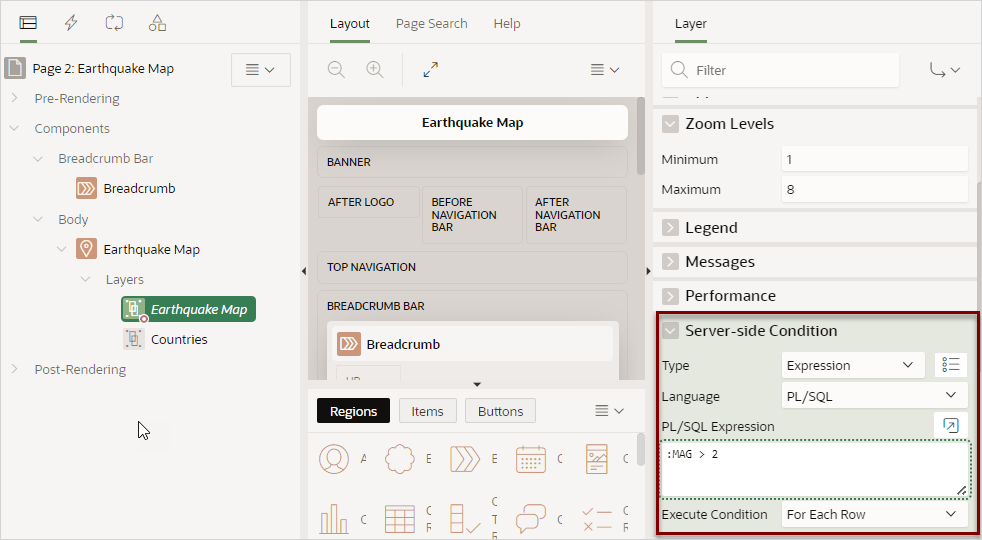 Page 2: Earthquake Map
Pre-Rendering
Components
Breadcrumb Bar
Breadcrumb
Body
Earthquake Map
Layers
Earthquake Map
Countries
Post-Rendering
Layout
Page Search
Help
Earthquake Map
BANNER
AFTER LOGO
BEFORE
NAVIGATION
BAR
AFTER
NAVIGATION
BAR
TOP NAVIGATION
BREADCRUMB BAR
Breadcrumb
Regions
Items
Buttons
Layer
Filter
Zoom Levels
Minimum 1
Maximum 8
Legend
Messages
Performance
Server-side Condition
Type Expression
Language PL/SQL
PL/SQL Expression
:MAG > 2
Execute Condition For Each Row